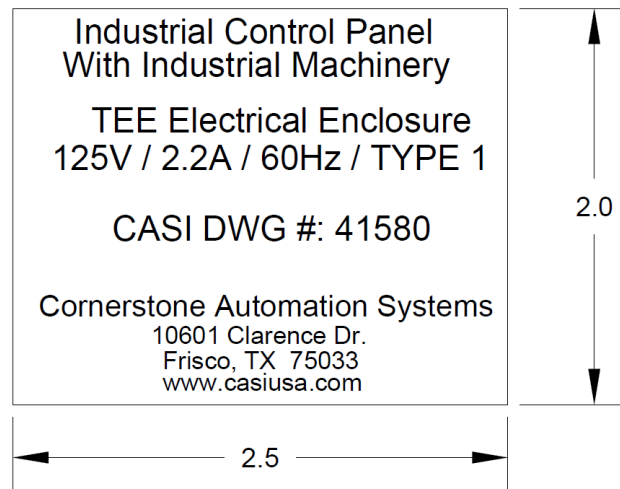 Industrial Control Panel
With Industrial Machinery
TEE Electrical Enclosure
125V / 2.2A / 60Hz / TYPE 1
CASI DWG #: 41580
Cornerstone Automation Systems
10601 Clarence Dr.
Frisco, TX  75033
www.casiusa.com
2.0
2.5